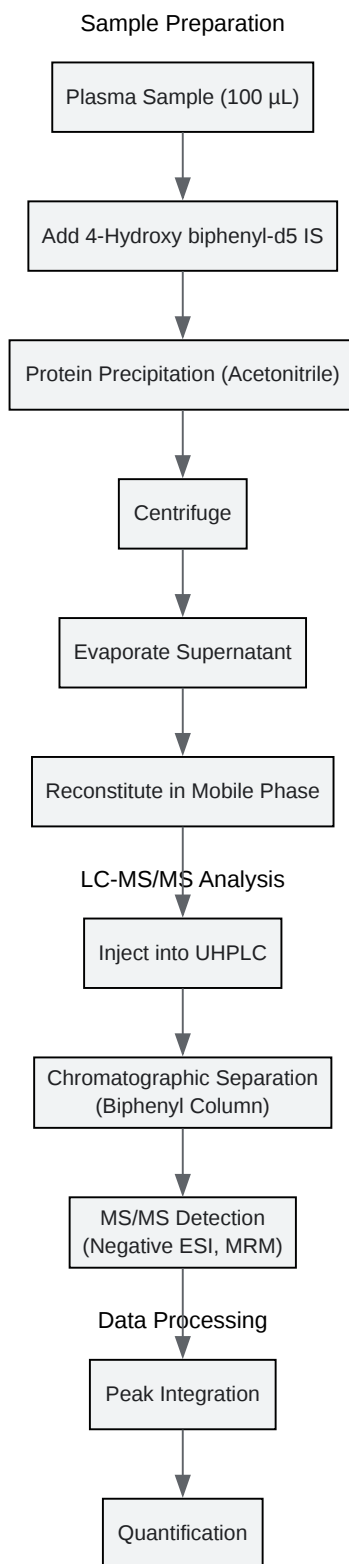 Sample Preparation
Plasma Sample (100 µL)
Add 4-Hydroxy biphenyl-d5 IS
Protein Precipitation (Acetonitrile)
Centrifuge
Evaporate Supernatant
Reconstitute in Mobile Phase
LC-MS/MS Analysis
Inject into UHPLC
Chromatographic Separation
(Biphenyl Column)
MS/MS Detection
(Negative ESI, MRM)
Data Processing
Peak Integration
Quantification